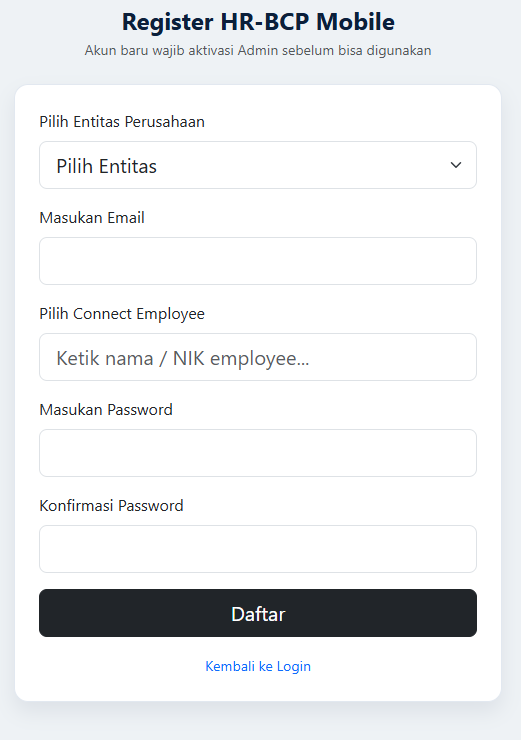 Register HR-BCP Mobile
Akun baru wajib aktivasi Admin sebelum bisa digunakan
Pilih Entitas Perusahaan
Pilih Entitas
Masukan Email
Pilih Connect Employee
Ketik nama / NIK employee...
Masukan Password
Konfirmasi Password
Daftar
Kembali ke Login